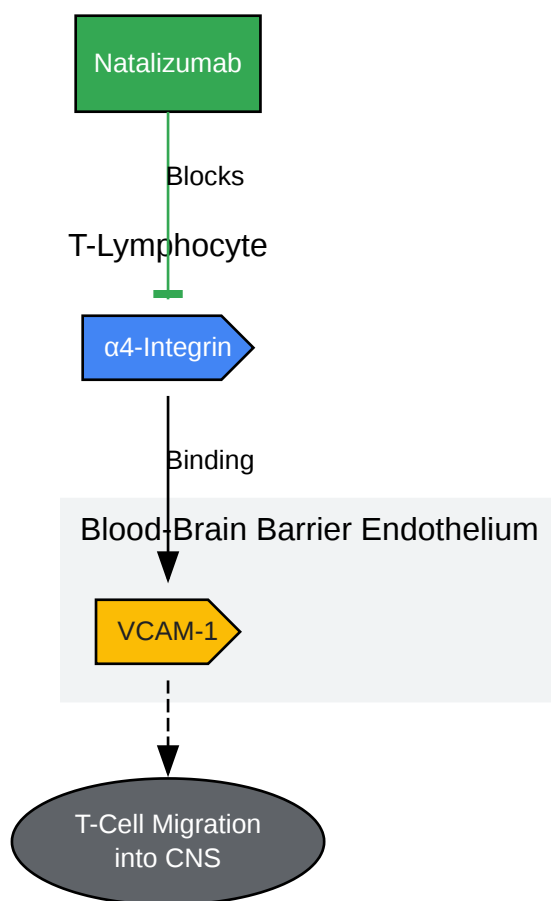 Natalizumab
Blocks
T-Lymphocyte
α4-Integrin
Binding
Blood-Brain Barrier Endothelium
VCAM-1
T-Cell Migration
into CNS